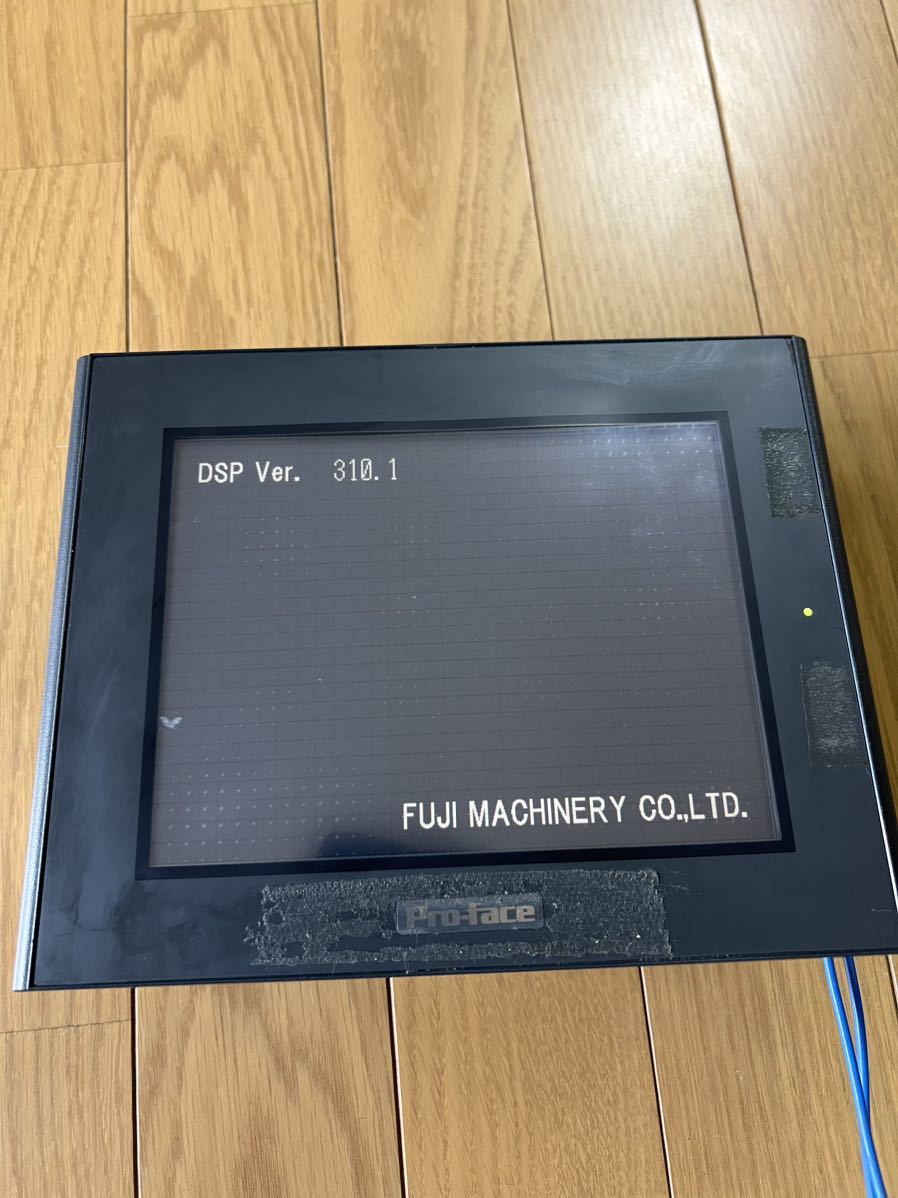 DSP Ver. 310.1
FUJI MACHINERY CO.,LTD.
Pro-face